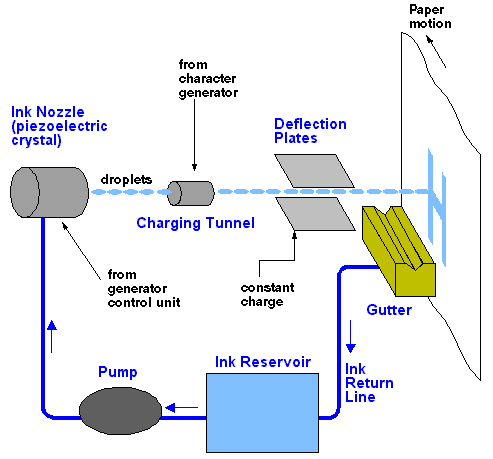 Paper
motion
from
character
generator
Ink Nozzle
(piezoelectric
crystal)
Deflection
Plates
droplets
Charging Tunnel
from
generator
control unit
constant
charge
Gutter
Pump
Ink Reservoir
Ink
Return
Line